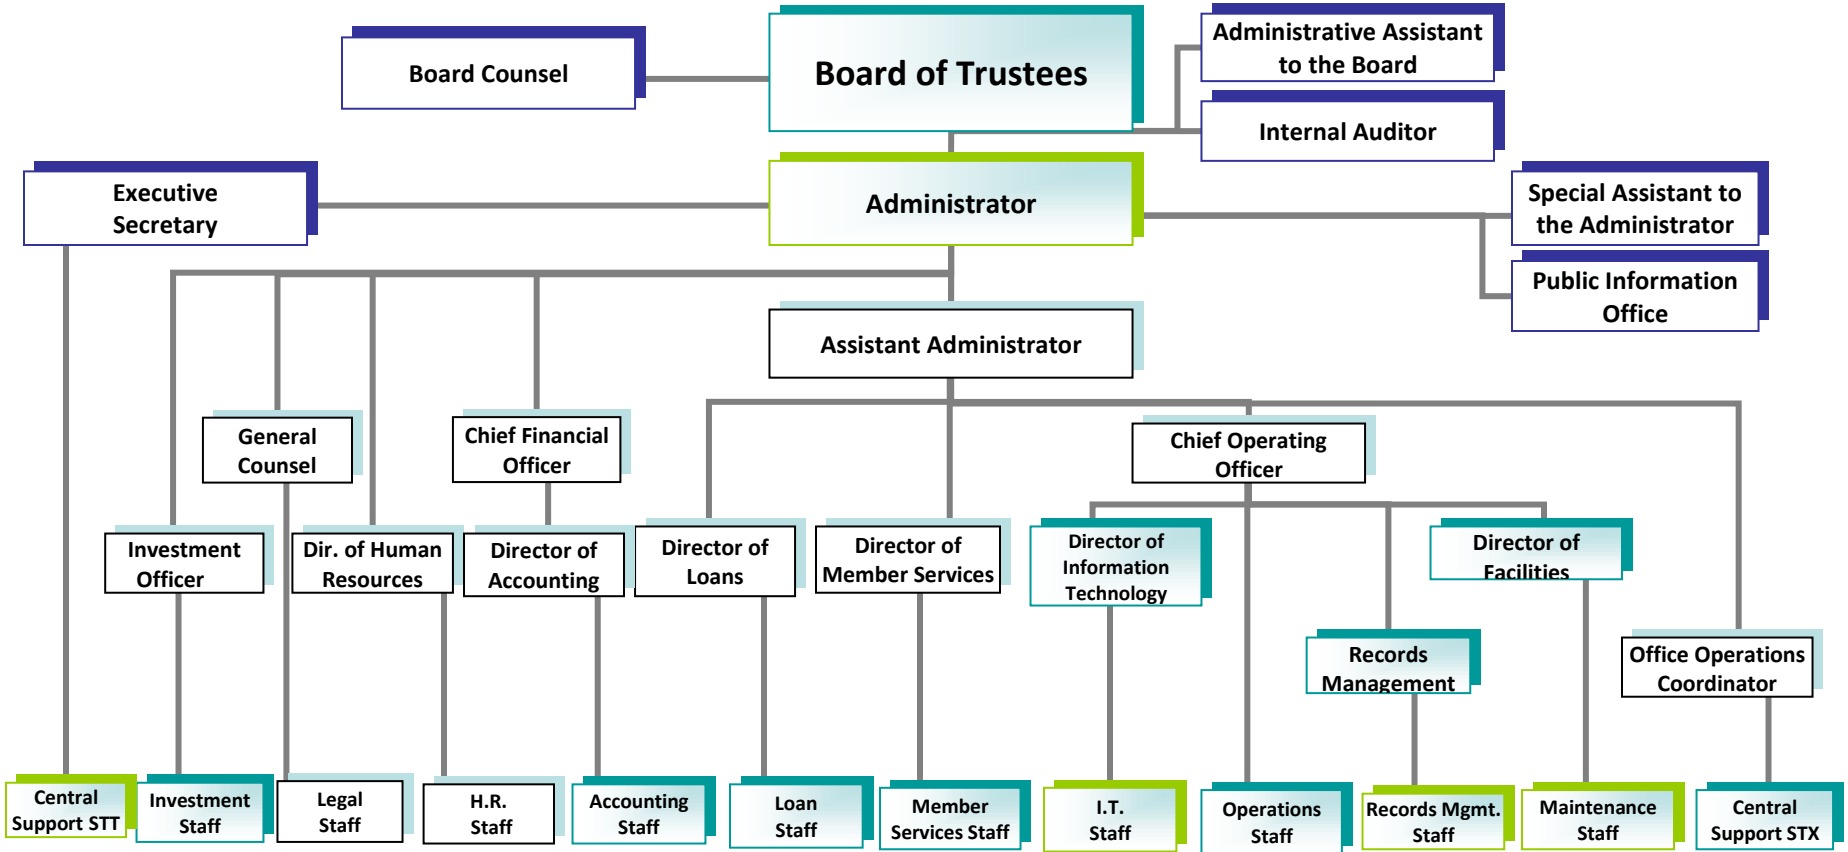 Board Counsel
Board of Trustees
Administrative Assistant
to the Board
Internal Auditor
Executive
Secretary
Administrator
Special Assistant to
the Administrator
Public Information
Office
Assistant Administrator
General
Counsel
Chief Financial
Officer
Chief Operating
Officer
Investment
Officer
Dir. of Human
Resources
Director of
Accounting
Director of
Loans
Director of
Member Services
Director of
Information
Technology
Director of
Facilities
Records
Management
Office Operations
Coordinator
Central
Support STT
Investment
Staff
Legal
Staff
H.R.
Staff
Accounting
Staff
Loan
Staff
Member
Services Staff
I.T.
Staff
Operations
Staff
Records Mgmt.
Staff
Maintenance
Staff
Central
Support STX